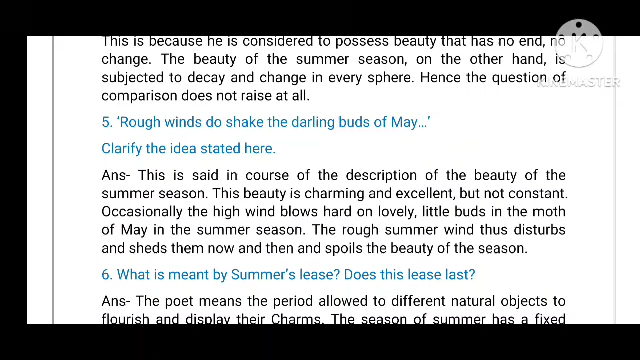 This is because he is considered to possess beauty that has no end, no
change. The beauty of the summer season, on the other hand, is
subjected to decay and change in every sphere. Hence the question of
comparison does not raise at all.
5. ‘Rough winds do shake the darling buds of May...’
Clarify the idea stated here.
Ans- This is said in course of the description of the beauty of the
summer season. This beauty is charming and excellent, but not constant.
Occasionally the high wind blows hard on lovely, little buds in the moth
of May in the summer season. The rough summer wind thus disturbs
and sheds them now and then and spoils the beauty of the season.
6. What is meant by Summer’s lease? Does this lease last?
Ans- The poet means the period allowed to different natural objects to
flourish and display their Charms. The season of summer has a fixed
K
KINEMASTER